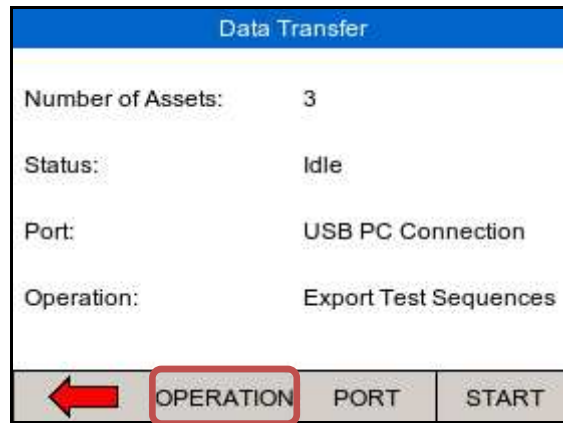 Data Transfer
Number of Assets: 3
Status: Idle
Port: USB PC Connection
Operation: Export Test Sequences
OPERATION PORT START